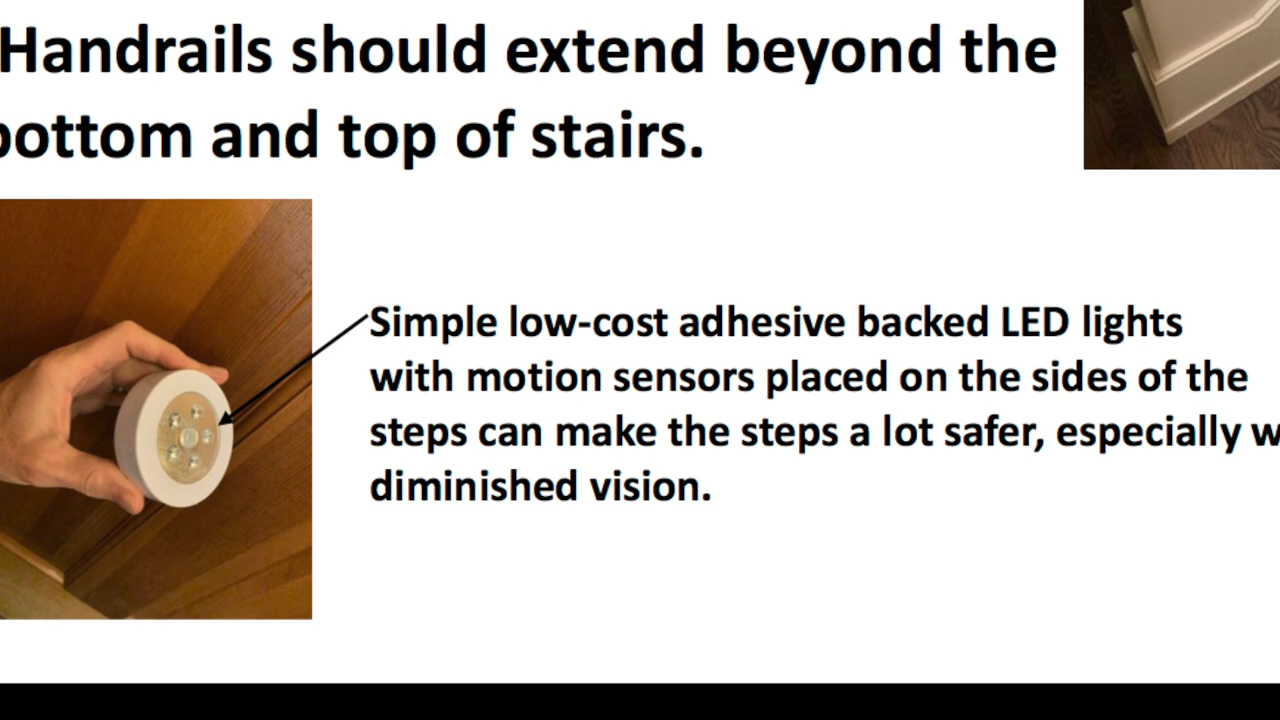 Handrails should extend beyond the
bottom and top of stairs.
Simple low-cost adhesive backed LED lights
with motion sensors placed on the sides of the
steps can make the steps a lot safer, especially
diminished vision.